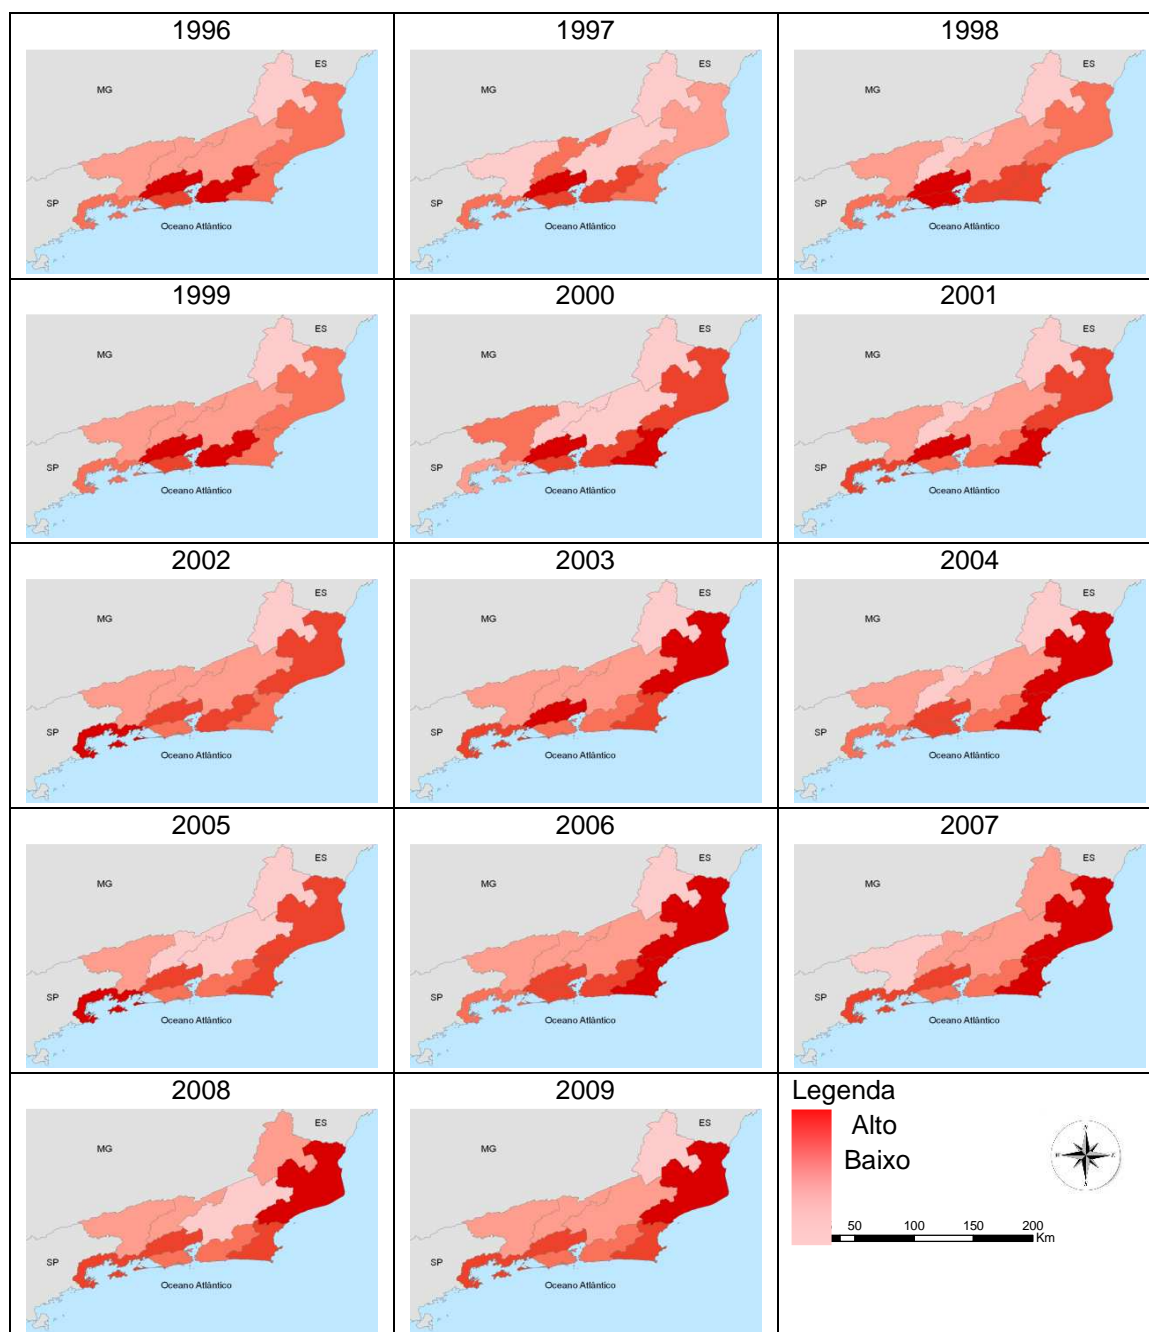 1996
1997
1998
ES
MG
SP
Oceano Atlântico
ES
MG
SP
Oceano Atlântico
ES
MG
SP
Oceano Atlântico
1999
2000
2001
ES
MG
SP
Oceano Atlântico
ES
MG
SP
Oceano Atlântico
ES
MG
SP
Oceano Atlântico
2002
2003
2004
ES
MG
SP
Oceano Atlântico
ES
MG
SP
Oceano Atlântico
ES
MG
SP
Oceano Atlântico
2005
2006
2007
ES
MG
SP
Oceano Atlântico
ES
MG
SP
Oceano Atlântico
ES
MG
SP
Oceano Atlântico
2008
2009
ES
MG
SP
Oceano Atlântico
ES
MG
SP
Oceano Atlântico
Legenda
Alto
Baixo
N
W E
S
50 100 150 200
Km